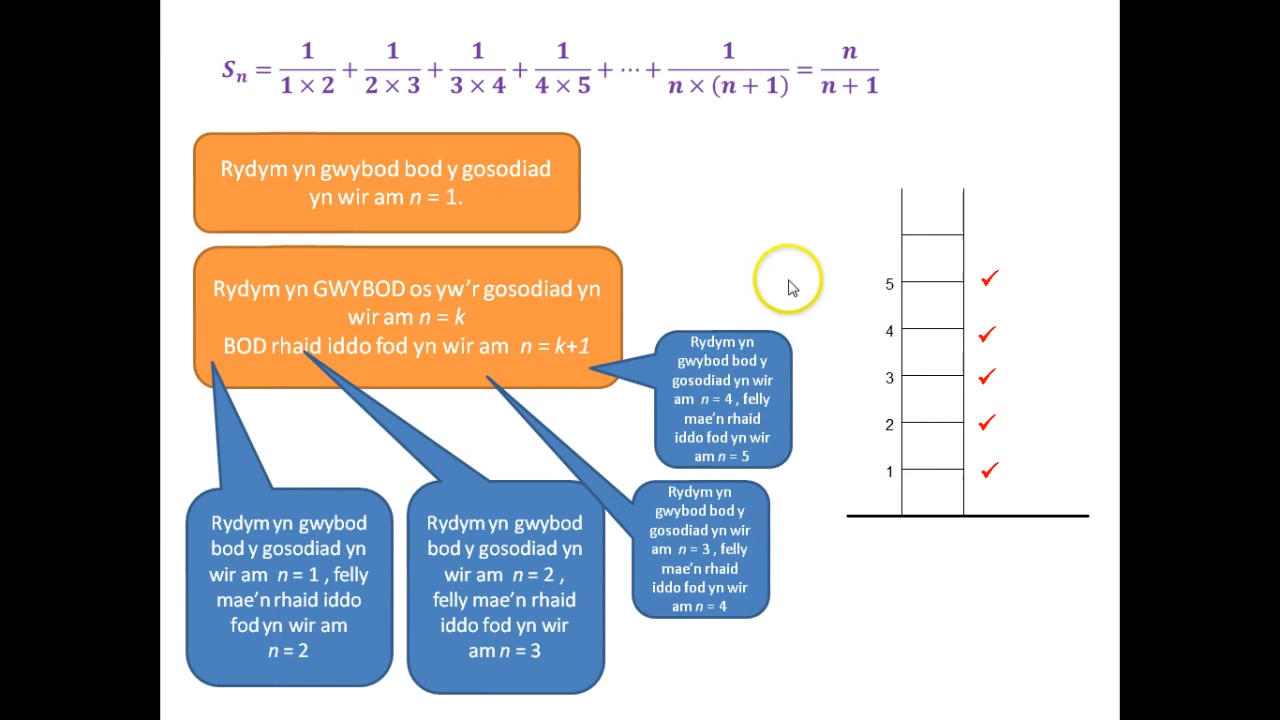 S_n = 1/(1 × 2) + 1/(2 × 3) + 1/(3 × 4) + 1/(4 × 5) + ⋯ + 1/(n × (n + 1)) = n/(n + 1)
Rydym yn gwybod bod y gosodiad
yn wir am n = 1.
Rydym yn GWYBOD os yw’r gosodiad yn
wir am n = k
BOD rhaid iddo fod yn wir am n = k+1
Rydym yn gwybod
bod y gosodiad yn
wir am n = 1 , felly
mae’n rhaid iddo
fod yn wir am
n = 2
Rydym yn gwybod
bod y gosodiad yn
wir am n = 2 ,
felly mae’n rhaid
iddo fod yn wir
am n = 3
Rydym yn
gwybod bod y
gosodiad yn wir
am n = 3 , felly
mae’n rhaid
iddo fod yn wir
am n = 4
Rydym yn
gwybod bod y
gosodiad yn wir
am n = 4 , felly
mae’n rhaid
iddo fod yn wir
am n = 5
5
4
3
2
1